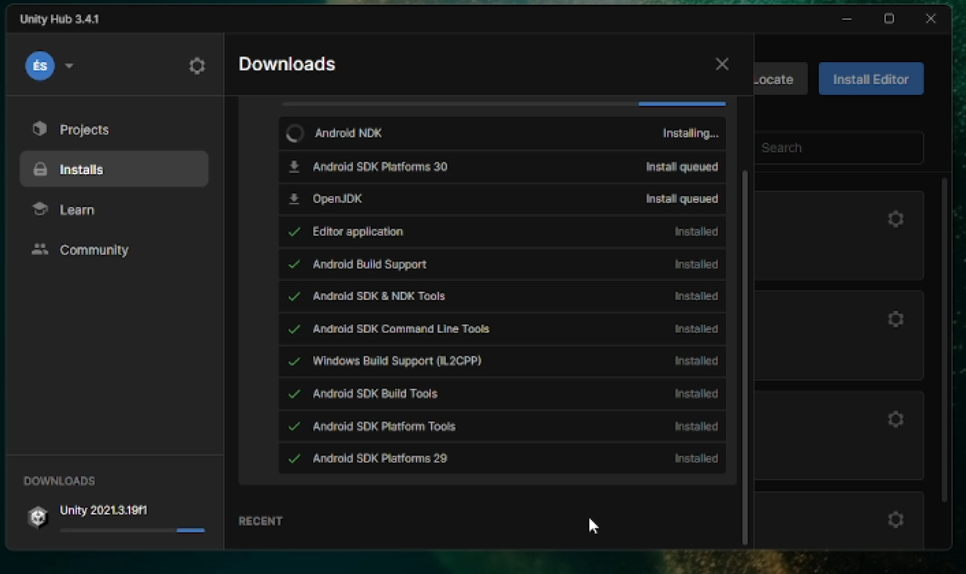 Unity Hub 3.4.1
ÉS
Downloads
Locate
Install Editor
Projects
Installs
Learn
Community
Search
Android NDK Installing...
Android SDK Platforms 30 Install queued
OpenJDK Install queued
Editor application Installed
Android Build Support Installed
Android SDK & NDK Tools Installed
Android SDK Command Line Tools Installed
Windows Build Support (IL2CPP) Installed
Android SDK Build Tools Installed
Android SDK Platform Tools Installed
Android SDK Platforms 29 Installed
DOWNLOADS
Unity 2021.3.19f1
RECENT